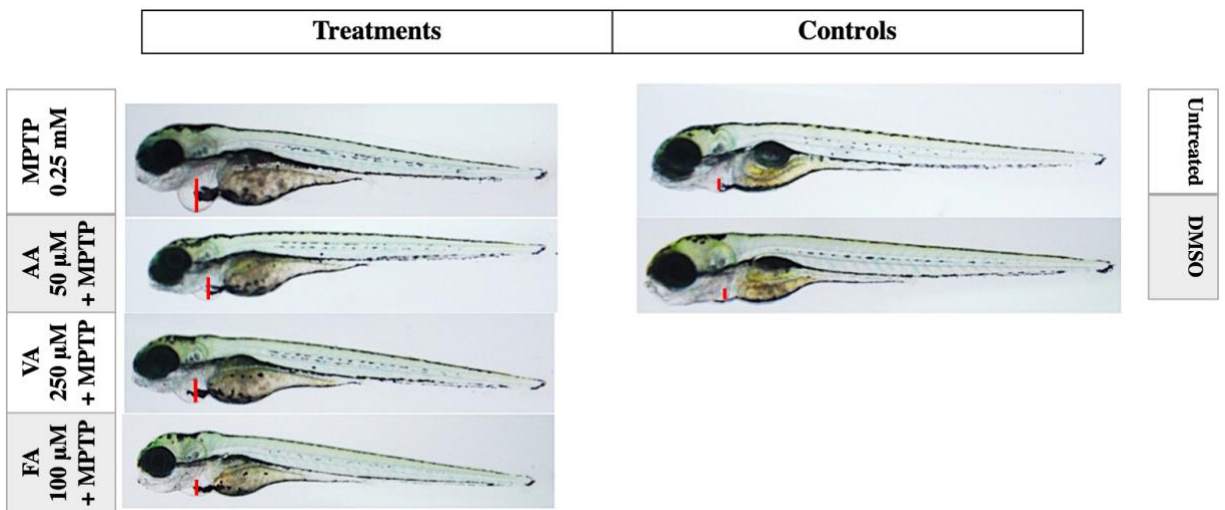 Treatments
Controls
MPTP
0.25 mM
AA
50 µM
+ MPTP
VA
250 µM
+ MPTP
FA
100 µM
+ MPTP
Untreated
DMSO